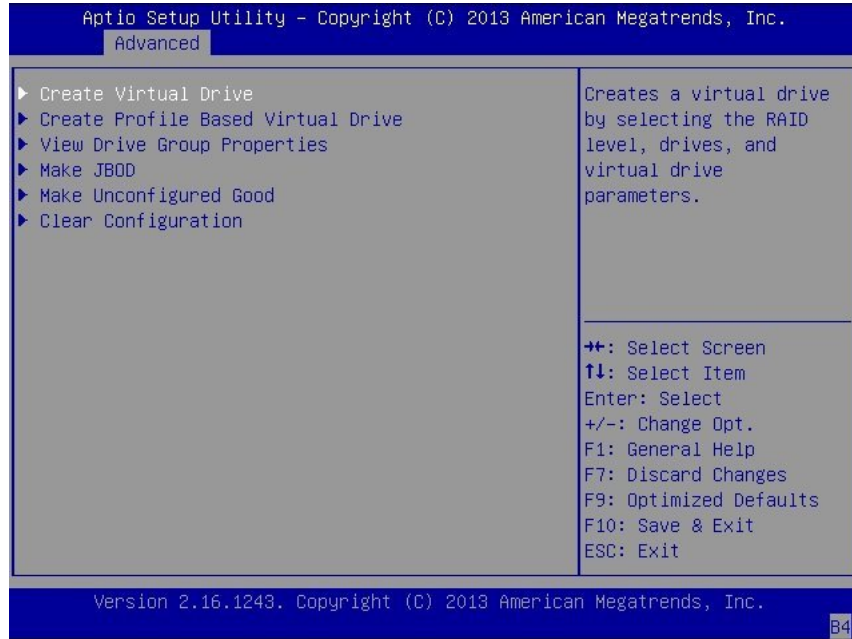 Aptio Setup Utility – Copyright (C) 2013 American Megatrends, Inc.
Advanced
▶ Create Virtual Drive
▶ Create Profile Based Virtual Drive
▶ View Drive Group Properties
▶ Make JBOD
▶ Make Unconfigured Good
▶ Clear Configuration
Creates a virtual drive
by selecting the RAID
level, drives, and
virtual drive
parameters.
→←: Select Screen
↑↓: Select Item
Enter: Select
+/-: Change Opt.
F1: General Help
F7: Discard Changes
F9: Optimized Defaults
F10: Save & Exit
ESC: Exit
Version 2.16.1243. Copyright (C) 2013 American Megatrends, Inc.
B4